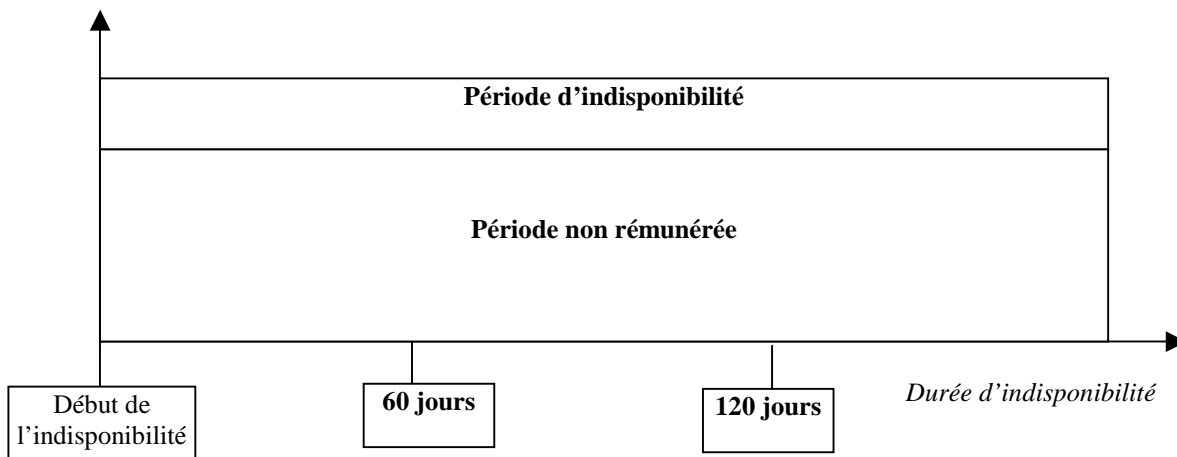 Période d'indisponibilité
Période non rémunérée
Début de
l'indisponibilité
60 jours
120 jours
Durée d'indisponibilité